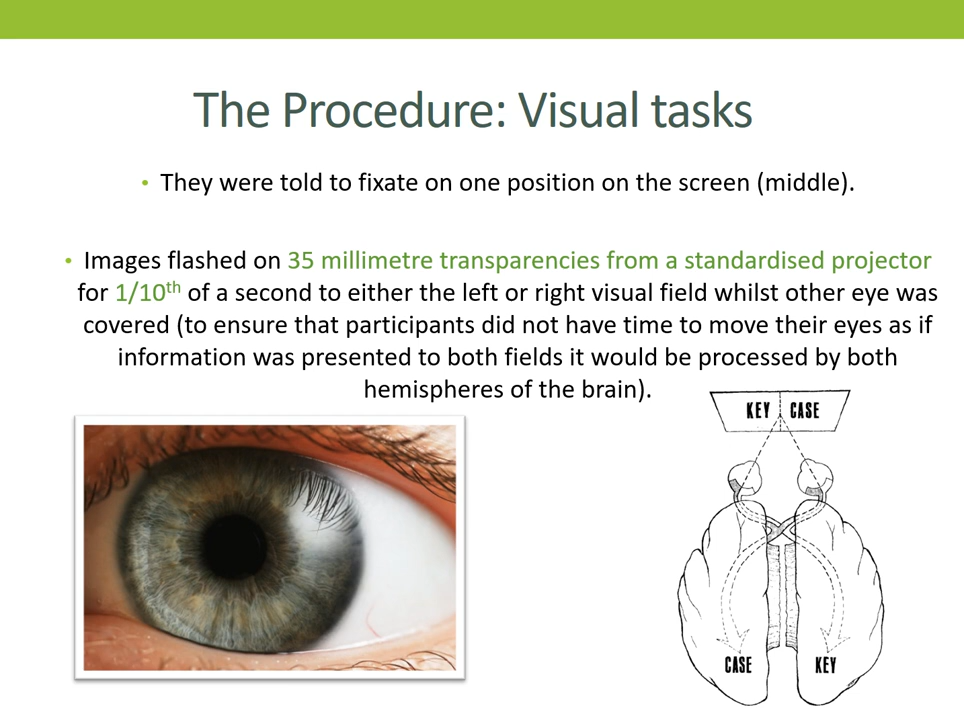 The Procedure: Visual tasks
• They were told to fixate on one position on the screen (middle).
• Images flashed on 35 millimetre transparencies from a standardised projector
for 1/10th of a second to either the left or right visual field whilst other eye was
covered (to ensure that participants did not have time to move their eyes as if
information was presented to both fields it would be processed by both
hemispheres of the brain).
KEY CASE
CASE KEY